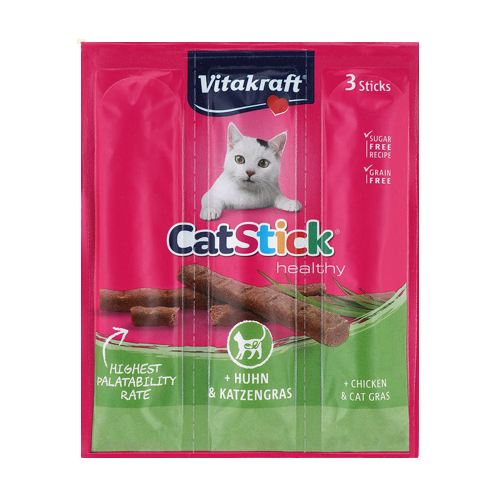 Vitakraft®
3 Sticks
SUGAR
FREE
RECIPE
GRAIN
FREE
CatStick®
healthy
HIGHEST
PALATABILITY
RATE
+ HUHN
& KATZENGRAS
+ CHICKEN
& CAT GRAS